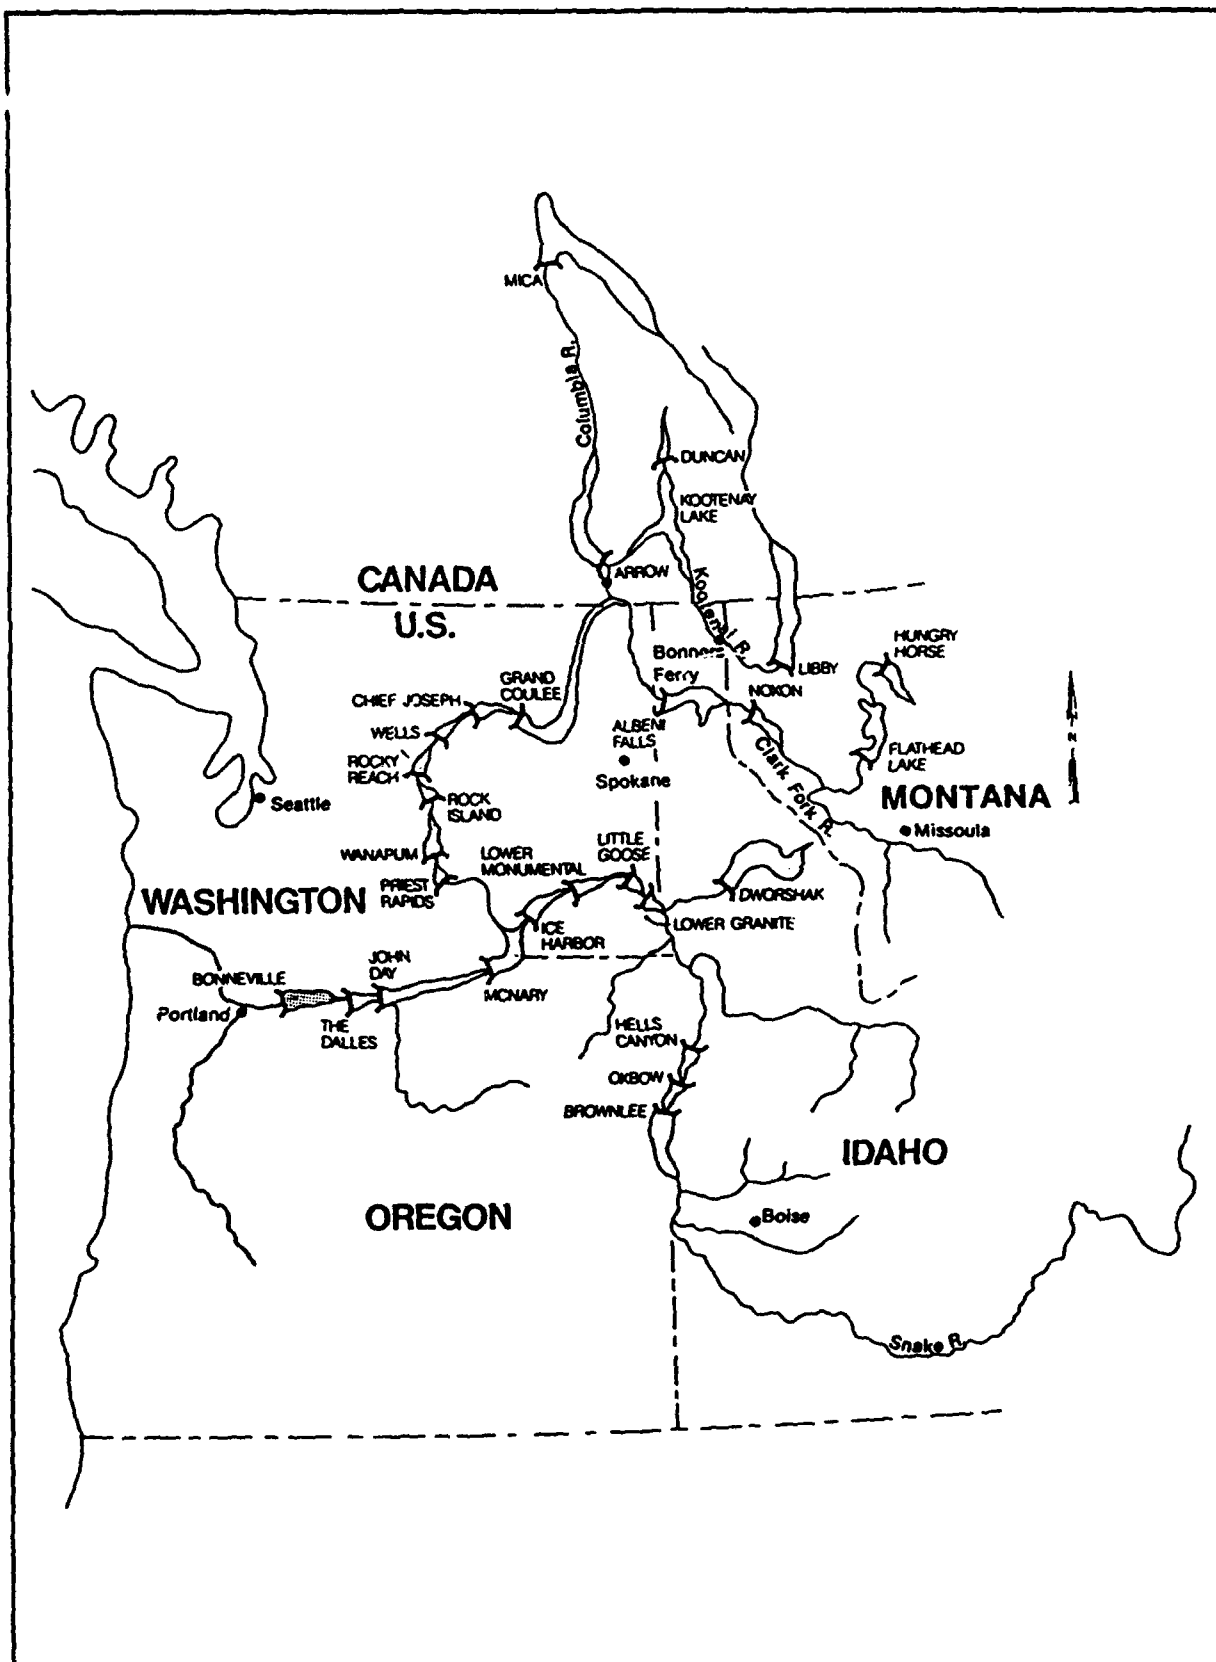 MICA
Columbia R.
DUNCAN
KOOTENAY
LAKE
ARROW
CANADA
U.S.
Kootenai R.
Bonners
Ferry
LIBBY
HUNGRY
HORSE
NOXON
GRAND
COULEE
CHIEF JOSEPH
WELLS
ROCKY
REACH
ALBENI
FALLS
Spokane
Clark Fork R.
FLATHEAD
LAKE
MONTANA
N
Missoula
Seattle
ROCK
ISLAND
WANAPUM
LOWER
MONUMENTAL
LITTLE
GOOSE
PRIEST
RAPIDS
WASHINGTON
DWORSHAK
LOWER GRANITE
ICE
HARBOR
JOHN
DAY
BONNEVILLE
MCNARY
Portland
THE
DALLES
HELLS
CANYON
OXBOW
BROWNLEE
IDAHO
OREGON
Boise
Snake R.